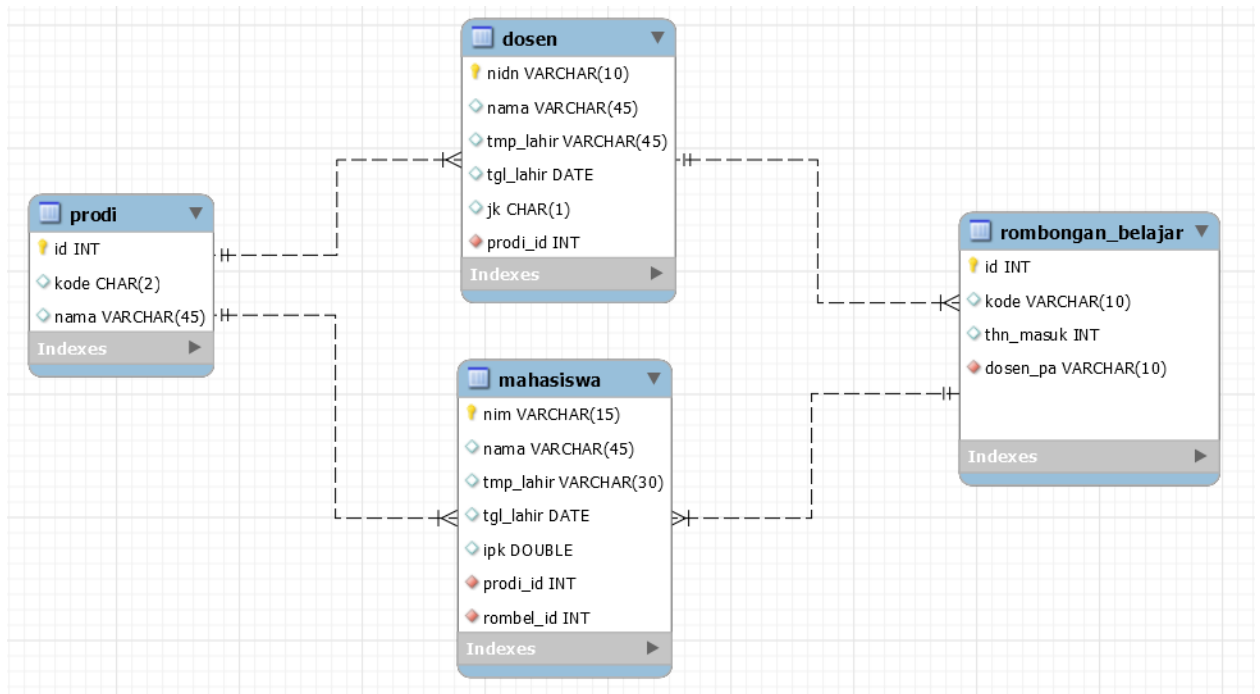 prodi
id INT
kode CHAR(2)
nama VARCHAR(45)
Indexes
dosen
nidn VARCHAR(10)
nama VARCHAR(45)
tmp_lahir VARCHAR(45)
tgl_lahir DATE
jk CHAR(1)
prodi_id INT
Indexes
mahasiswa
nim VARCHAR(15)
nama VARCHAR(45)
tmp_lahir VARCHAR(30)
tgl_lahir DATE
ipk DOUBLE
prodi_id INT
rombel_id INT
Indexes
rombongan_belajar
id INT
kode VARCHAR(10)
thn_masuk INT
dosen_pa VARCHAR(10)
Indexes